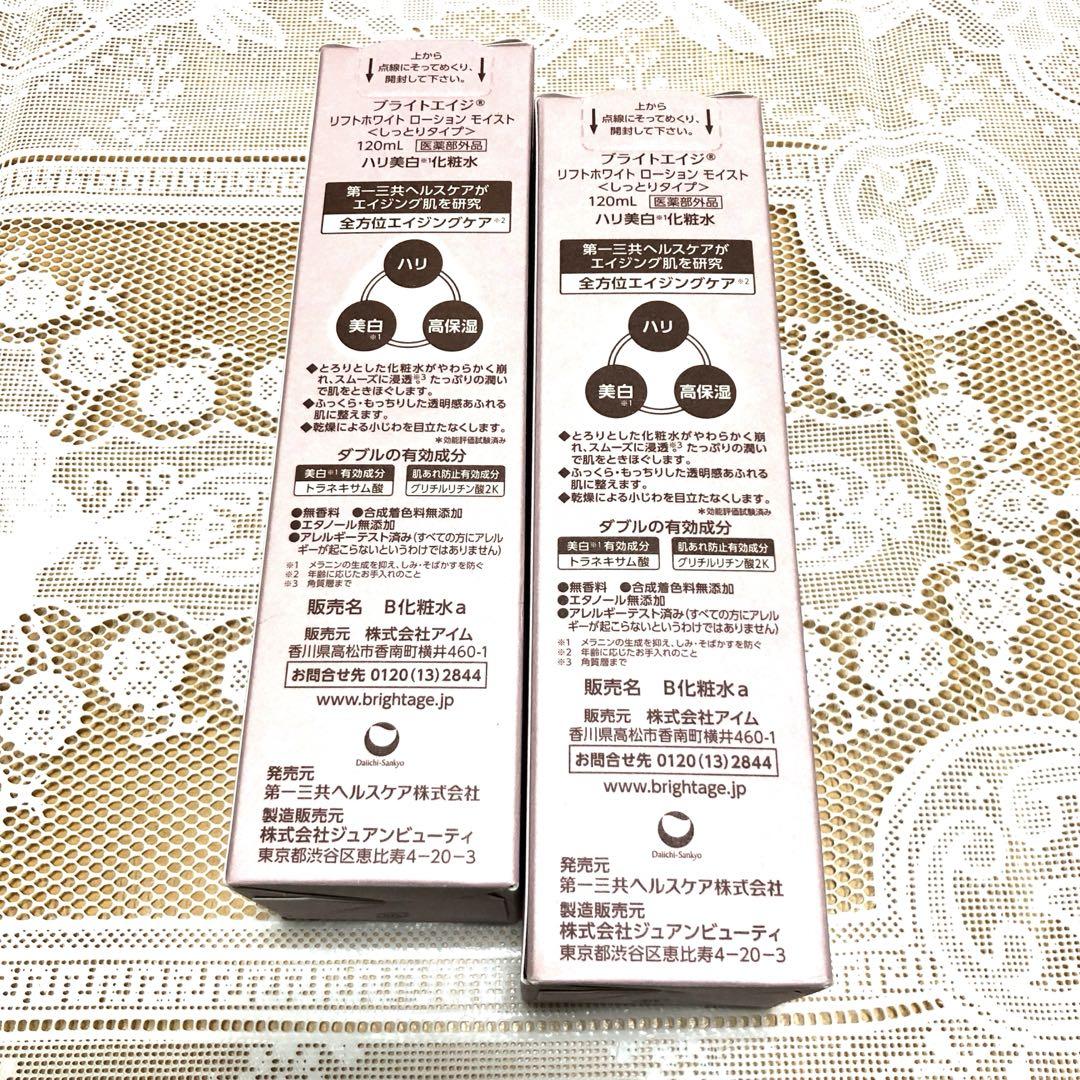 上から
点線にそってめくり、
開封して下さい。
ブライトエイジ®
リフトホワイト ローション モイスト
＜しっとりタイプ＞
120mL 医薬部外品
ハリ美白※1化粧水
第一三共ヘルスケアが
エイジング肌を研究
全方位エイジングケア※2
ハリ
美白※1
高保湿
◆とろりとした化粧水がやわらかく崩
れ、スムーズに浸透※3 たっぷりの潤い
で肌をときほぐします。
◆ふっくら・もっちりした透明感あふれる
肌に整えます。
◆乾燥による小じわを目立たなくします。
＊効能評価試験済み
ダブルの有効成分
美白※1有効成分
トラネキサム酸
肌あれ防止有効成分
グリチルリチン酸2K
●無香料 ●合成着色料無添加
●エタノール無添加
●アレルギーテスト済み(すべての方にアレル
ギーが起こらないというわけではありません)
※1 メラニンの生成を抑え、しみ・そばかすを防ぐ
※2 年齢に応じたお手入れのこと
※3 角質層まで
販売名 B化粧水a
販売元 株式会社アイム
香川県高松市香南町横井460-1
お問合せ先 0120(13)2844
www.brightage.jp
Daiichi-Sankyo
発売元
第一三共ヘルスケア株式会社
製造販売元
株式会社ジュアンビューティ
東京都渋谷区恵比寿4-20-3
上から
点線にそってめくり、
開封して下さい。
ブライトエイジ®
リフトホワイト ローション モイスト
＜しっとりタイプ＞
120mL 医薬部外品
ハリ美白※1化粧水
第一三共ヘルスケアが
エイジング肌を研究
全方位エイジングケア※2
ハリ
美白※1
高保湿
◆とろりとした化粧水がやわらかく崩
れ、スムーズに浸透※3 たっぷりの潤い
で肌をときほぐします。
◆ふっくら・もっちりした透明感あふれる
肌に整えます。
◆乾燥による小じわを目立たなくします。
＊効能評価試験済み
ダブルの有効成分
美白※1有効成分
トラネキサム酸
肌あれ防止有効成分
グリチルリチン酸2K
●無香料 ●合成着色料無添加
●エタノール無添加
●アレルギーテスト済み(すべての方にアレル
ギーが起こらないというわけではありません)
※1 メラニンの生成を抑え、しみ・そばかすを防ぐ
※2 年齢に応じたお手入れのこと
※3 角質層まで
販売名 B化粧水a
販売元 株式会社アイム
香川県高松市香南町横井460-1
お問合せ先 0120(13)2844
www.brightage.jp
Daiichi-Sankyo
発売元
第一三共ヘルスケア株式会社
製造販売元
株式会社ジュアンビューティ
東京都渋谷区恵比寿4-20-3